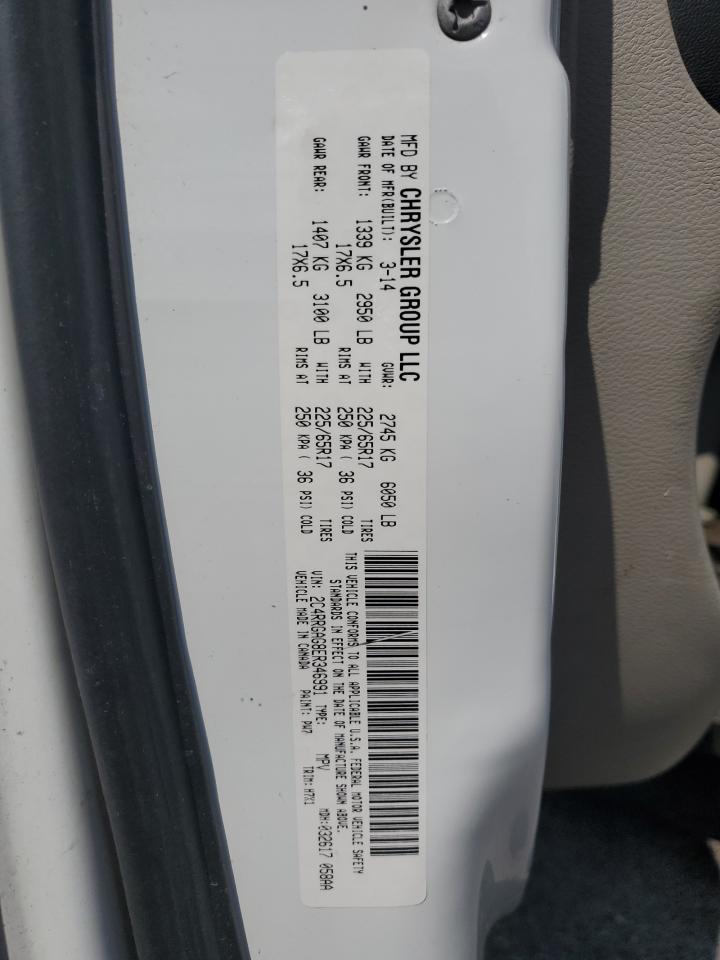 MFD BY CHRYSLER GROUP LLC
DATE OF MFR(BUILT): 3-14 GVWR: 2745 KG 6050 LB
GAWR FRONT: 1339 KG 2950 LB WITH 225/65R17 TIRES
17X6.5 RIMS AT 250 KPA ( 36 PSI) COLD
GAWR REAR: 1407 KG 3100 LB WITH 225/65R17 TIRES
17X6.5 RIMS AT 250 KPA ( 36 PSI) COLD
THIS VEHICLE CONFORMS TO ALL APPLICABLE U.S.A. FEDERAL MOTOR VEHICLE SAFETY
STANDARDS IN EFFECT ON THE DATE OF MANUFACTURE SHOWN ABOVE.
VIN: 2C4RRGAG8ER346991 TYPE: MPV MDH:032617 058AA
VEHICLE MADE IN CANADA PAINT: PW7 TRIM:H7X1